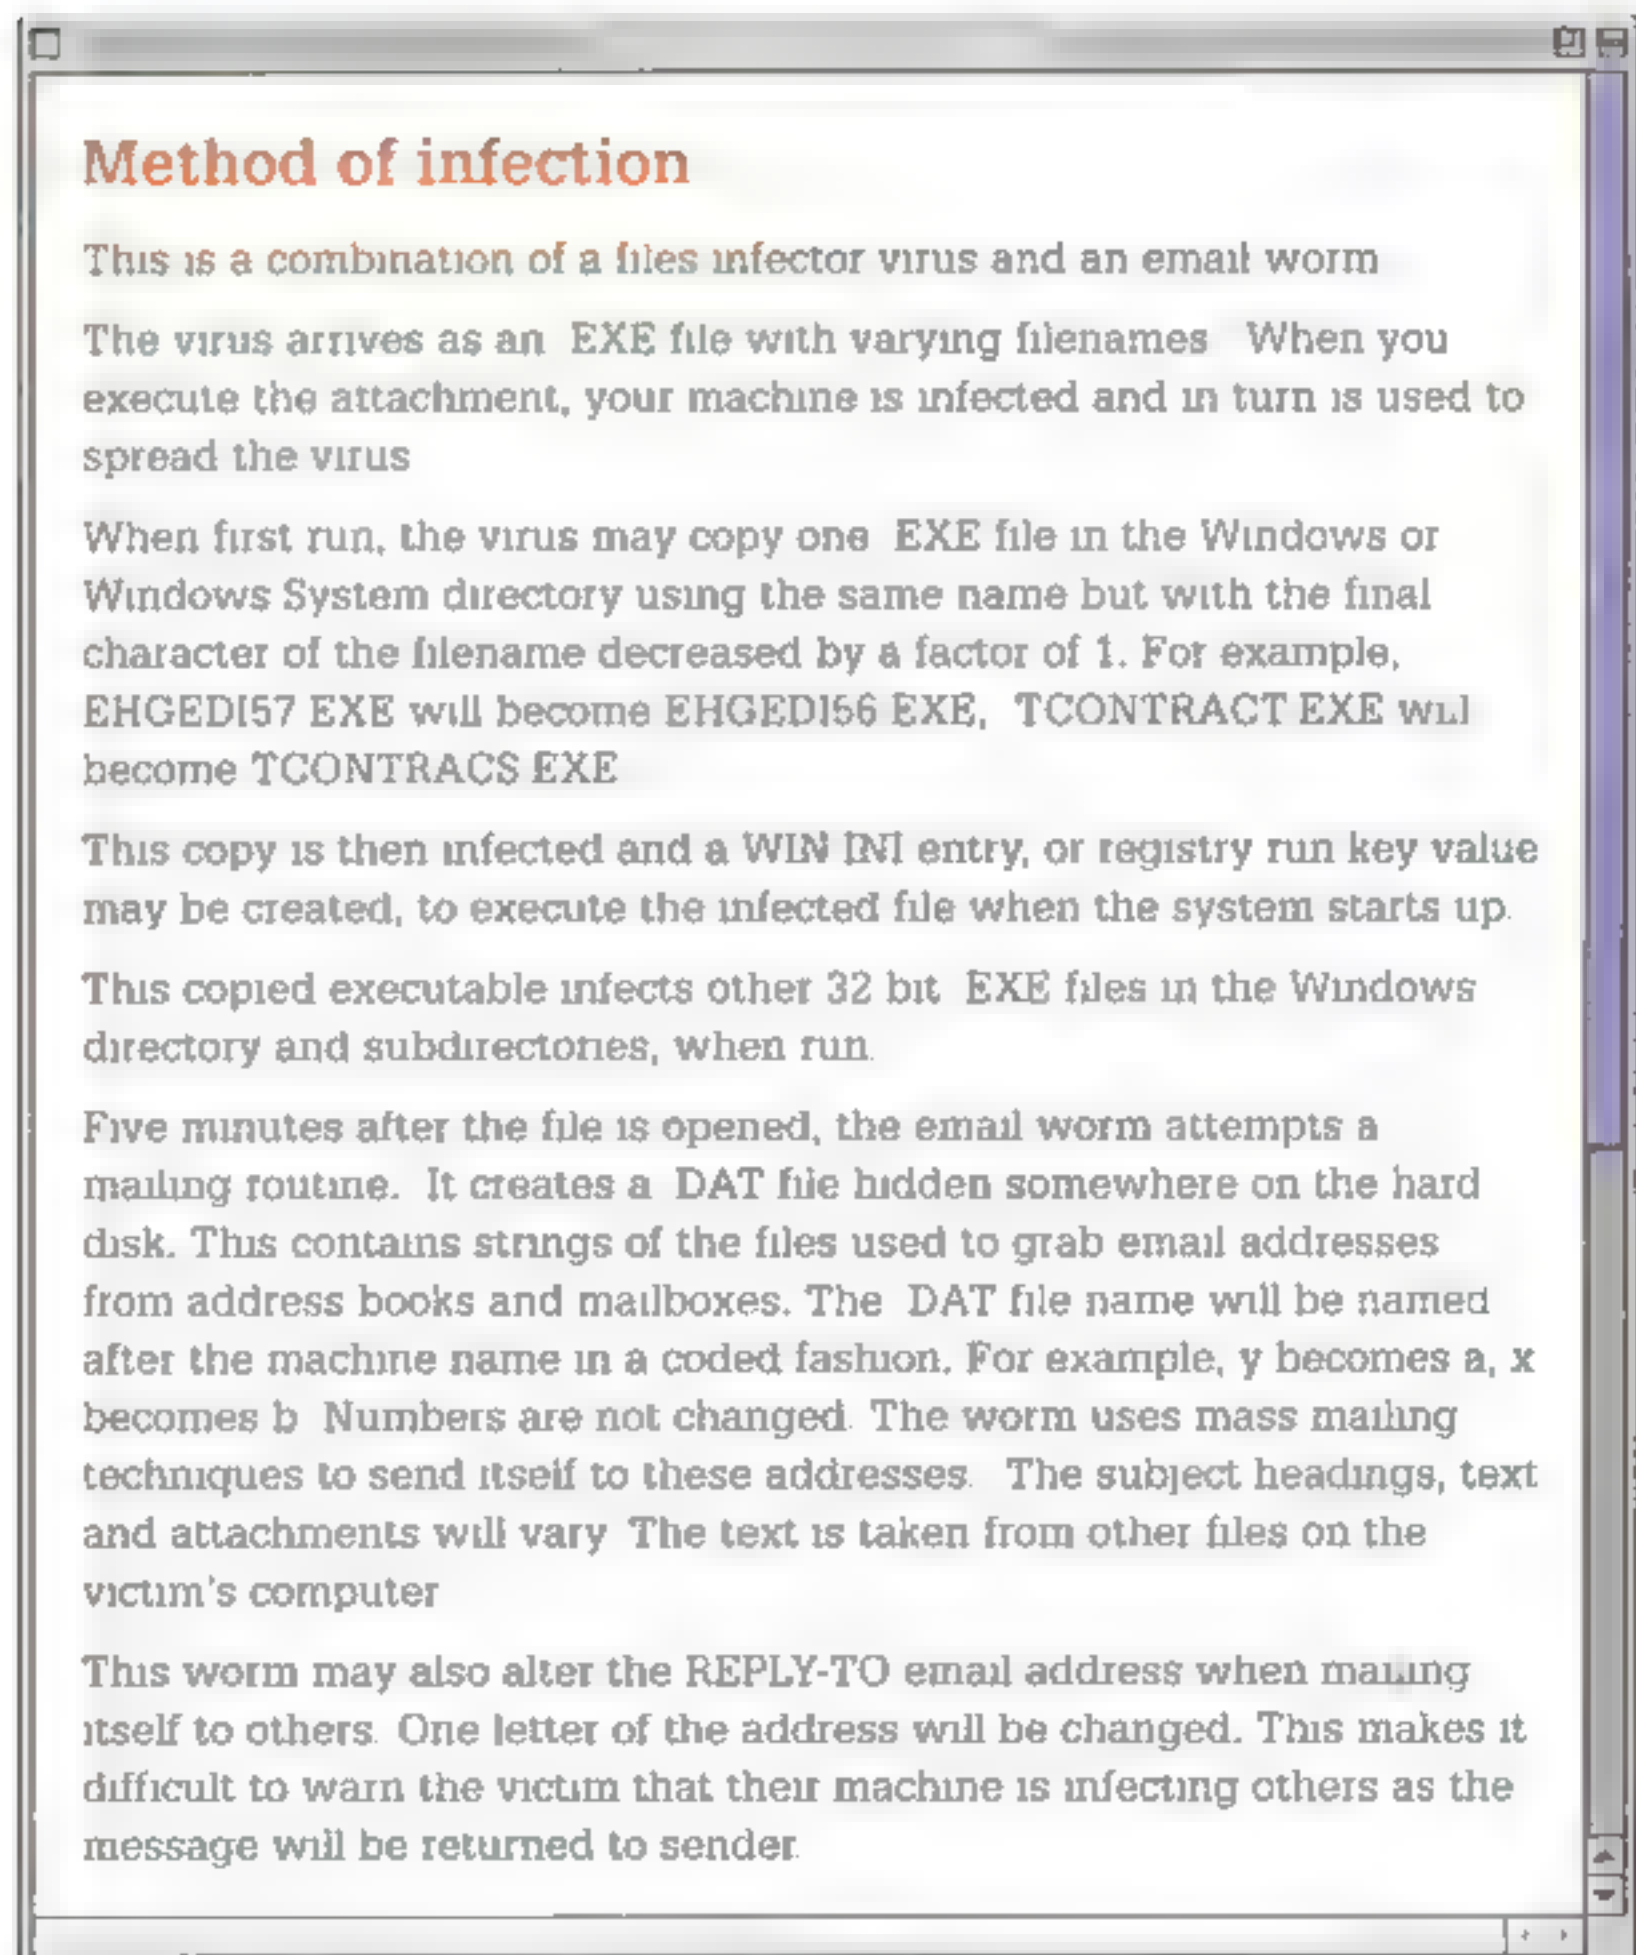 Method of infection
This is a combination of a files infector virus and an email worm
The virus arrives as an EXE file with varying filenames When you
execute the attachment, your machine is infected and in turn is used to
spread the virus
When first run, the virus may copy one EXE file in the Windows or
Windows System directory using the same name but with the final
character of the filename decreased by a factor of 1. For example,
EHGEDI57 EXE will become EHGEDI56 EXE, TCONTRACT EXE will
become TCONTRACS EXE
This copy is then infected and a WIN INI entry, or registry run key value
may be created, to execute the infected file when the system starts up.
This copied executable infects other 32 bit EXE files in the Windows
directory and subdirectories, when run.
Five minutes after the file is opened, the email worm attempts a
mailing routine. It creates a DAT file hidden somewhere on the hard
disk. This contains strings of the files used to grab email addresses
from address books and mailboxes. The DAT file name will be named
after the machine name in a coded fashion. For example, y becomes a, x
becomes b Numbers are not changed. The worm uses mass mailing
techniques to send itself to these addresses. The subject headings, text
and attachments will vary The text is taken from other files on the
victim's computer
This worm may also alter the REPLY-TO email address when mailing
itself to others. One letter of the address will be changed. This makes it
difficult to warn the victim that their machine is infecting others as the
message will be returned to sender.